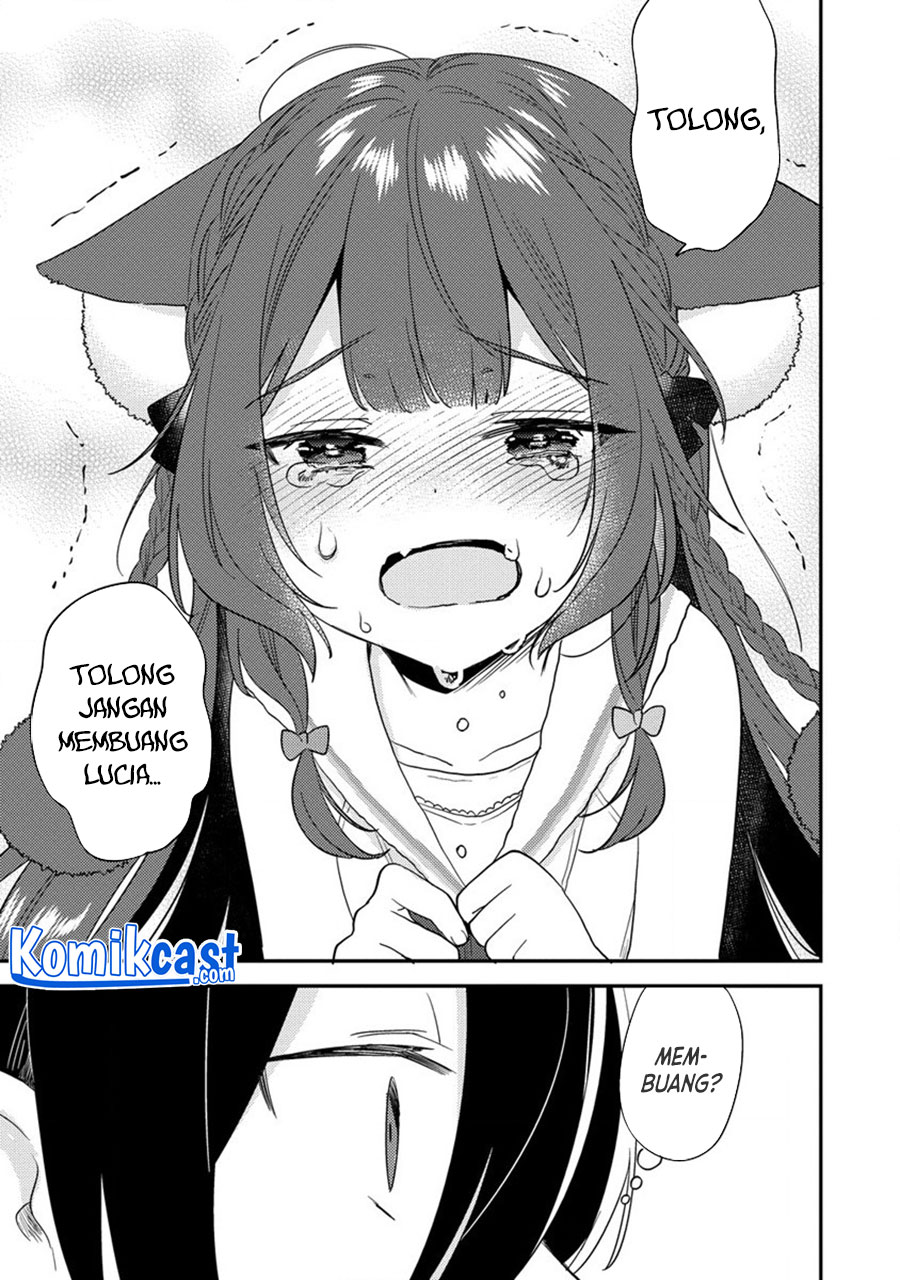 TOLONG,
TOLONG
JANGAN
MEMBUANG
LUCIA...
Komikcast
.com
MEM-
BUANG?